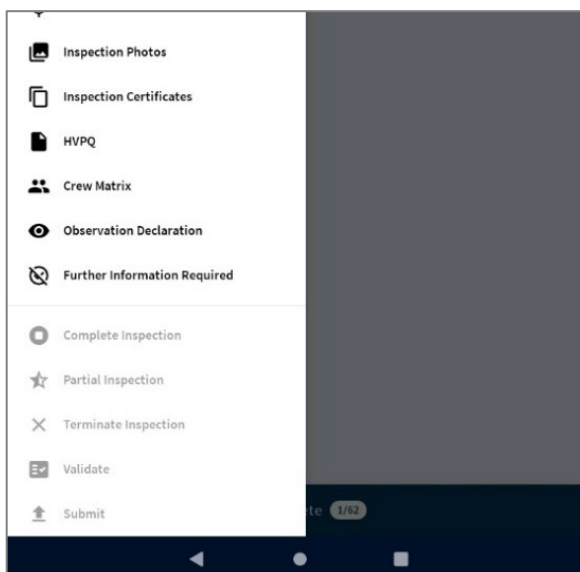 Inspection Photos
Inspection Certificates
HVPQ
Crew Matrix
Observation Declaration
Further Information Required
Complete Inspection
Partial Inspection
Terminate Inspection
Validate
Submit
te 1/62